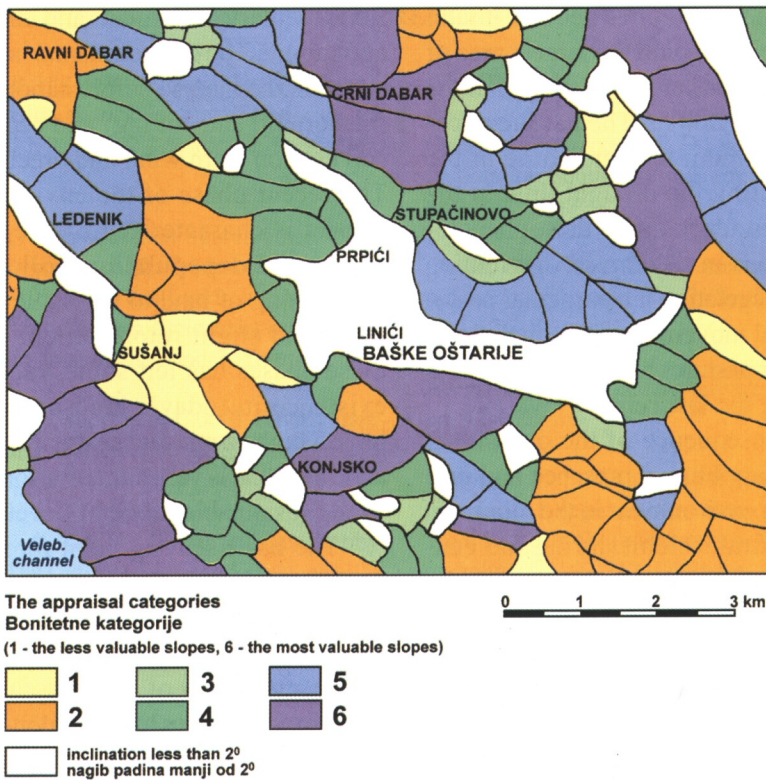 RAVNI DABAR
CRNI DABAR
LEDENIK
STUPAČINOVO
PRPIĆI
LINIĆI
BAŠKE OŠTARIJE
SUŠANJ
KONJSKO
Veleb.
channel
The appraisal categories
Bonitetne kategorije
(1 - the less valuable slopes, 6 - the most valuable slopes)
0 1 2 3 km
1 3 5
2 4 6
inclination less than 2⁰
nagib padina manji od 2⁰